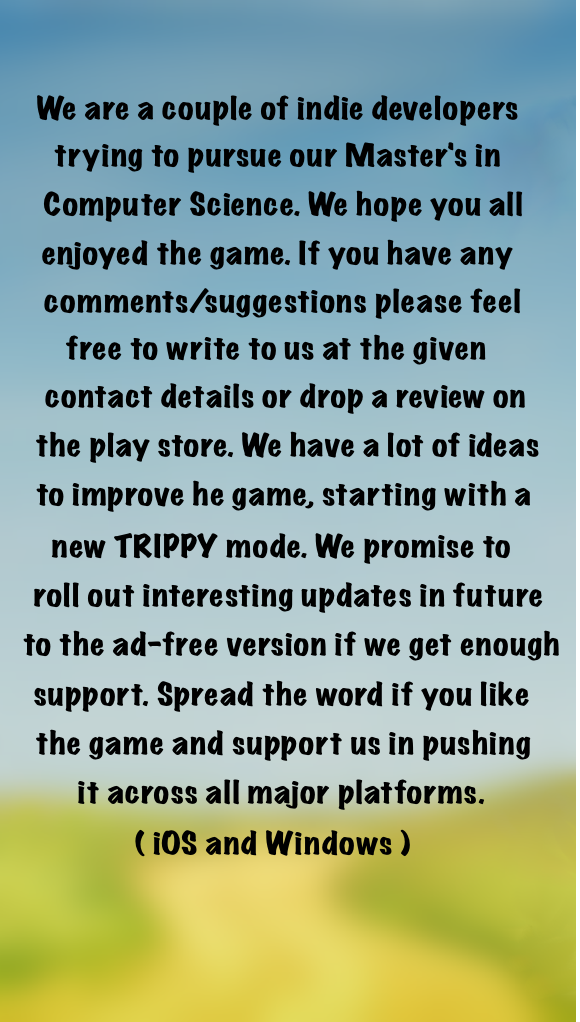 We are a couple of indie developers
trying to pursue our Master's in
Computer Science. We hope you all
enjoyed the game. If you have any
comments/suggestions please feel
free to write to us at the given
contact details or drop a review on
the play store. We have a lot of ideas
to improve he game, starting with a
new TRIPPY mode. We promise to
roll out interesting updates in future
to the ad-free version if we get enough
support. Spread the word if you like
the game and support us in pushing
it across all major platforms.
( iOS and Windows )